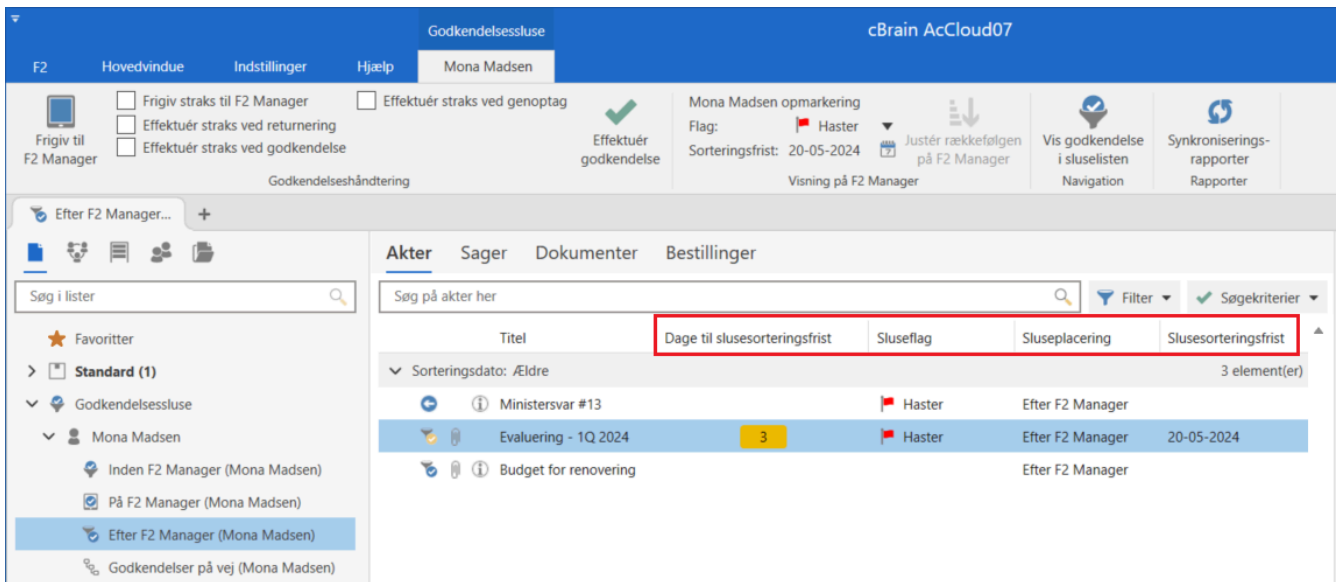 Godkendelsessluse
cBrain AcCloud07
F2 Hovedvindue Indstillinger Hjælp Mona Madsen
Frigiv til
F2 Manager
Frigiv straks til F2 Manager
Effektuér straks ved returnering
Effektuér straks ved godkendelse
Effektuér straks ved genoptag
Effektuér
godkendelse
Godkendelseshåndtering
Mona Madsen opmarkering
Flag: Haster
Sorteringsfrist: 20-05-2024
Justér rækkefølgen
på F2 Manager
Visning på F2 Manager
Vis godkendelse
i sluselisten
Navigation
Synkroniserings-
rapporter
Rapporter
Efter F2 Manager... +
Akter Sager Dokumenter Bestillinger
Søg i lister
Søg på akter her
Filter
Søgekriterier
Favoritter
Standard (1)
Godkendelsessluse
Mona Madsen
Inden F2 Manager (Mona Madsen)
På F2 Manager (Mona Madsen)
Efter F2 Manager (Mona Madsen)
Godkendelser på vej (Mona Madsen)
Titel Dage til slusesorteringsfrist Sluseflag Sluseplacering Slusesorteringsfrist
Sorteringsdato: Ældre 3 element(er)
Ministersvar #13 Haster Efter F2 Manager
Evaluering - 1Q 2024 3 Haster Efter F2 Manager 20-05-2024
Budget for renovering Efter F2 Manager